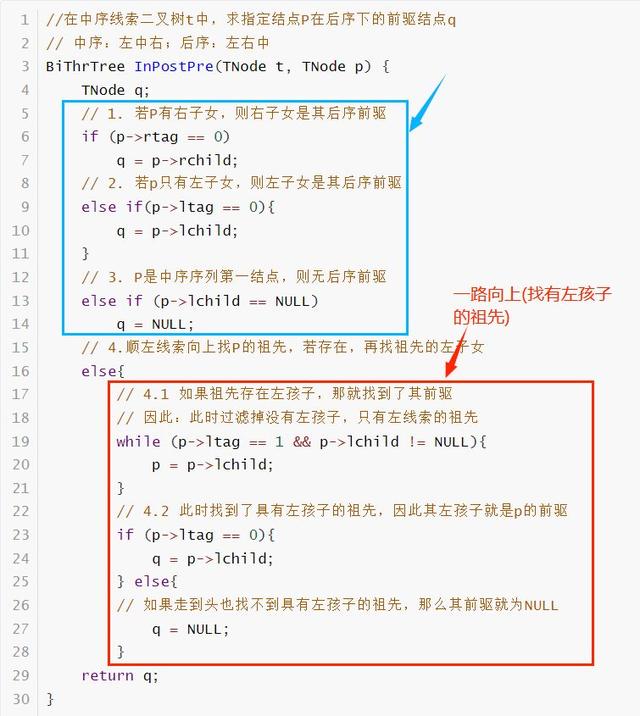 1 //在中序线索二叉树t中，求指定结点P在后序下的前驱结点q
2 // 中序：左中右；后序：左右中
3 BiThrTree InPostPre(TNode t, TNode p) {
4 TNode q;
5 // 1. 若P有右子女，则右子女是其后序前驱
6 if (p->rtag == 0)
7 q = p->rchild;
8 // 2. 若p只有左子女，则左子女是其后序前驱
9 else if(p->ltag == 0){
10 q = p->lchild;
11 }
12 // 3. P是中序序列第一结点，则无后序前驱
13 else if (p->lchild == NULL)
14 q = NULL;
一路向上(找有左孩子
的祖先)
15 // 4.顺左线索向上找P的祖先，若存在，再找祖先的左子女
16 else{
17 // 4.1 如果祖先存在左孩子，那就找到了其前驱
18 // 因此：此时过滤掉没有左孩子，只有左线索的祖先
19 while (p->ltag == 1 && p->lchild != NULL){
20 p = p->lchild;
21 }
22 // 4.2 此时找到了具有左孩子的祖先，因此其左孩子就是p的前驱
23 if (p->ltag == 0){
24 q = p->lchild;
25 } else{
26 // 如果走到头也找不到具有左孩子的祖先，那么其前驱就为NULL
27 q = NULL;
28 }
29 return q;
30 }